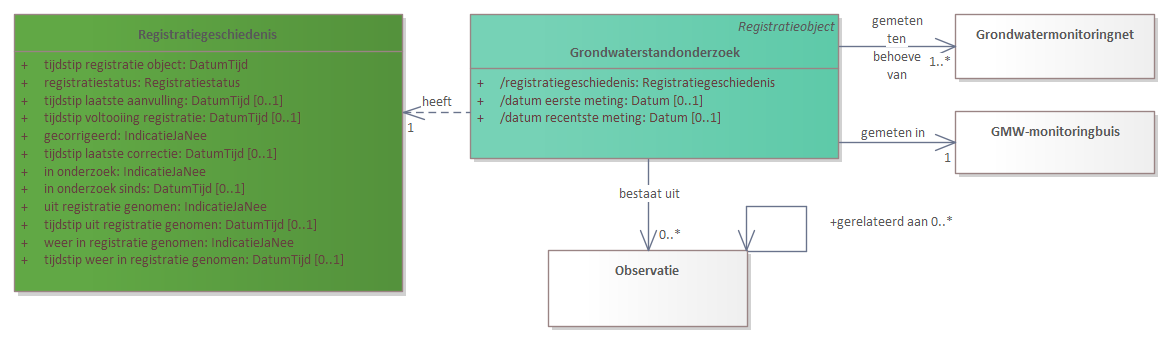 Registratiegeschiedenis
+ tijdstip registratie object: DatumTijd
+ registratiestatus: Registratiestatus
+ tijdstip laatste aanvulling: DatumTijd [0..1]
+ tijdstip voltooiing registratie: DatumTijd [0..1]
+ gecorrigeerd: IndicatieJaNee
+ tijdstip laatste correctie: DatumTijd [0..1]
+ in onderzoek: IndicatieJaNee
+ in onderzoek sinds: DatumTijd [0..1]
+ uit registratie genomen: IndicatieJaNee
+ tijdstip uit registratie genomen: DatumTijd [0..1]
+ weer in registratie genomen: IndicatieJaNee
+ tijdstip weer in registratie genomen: DatumTijd [0..1]
heeft
1
Registratieobject
Grondwaterstandonderzoek
+ /registratiegeschiedenis: Registratiegeschiedenis
+ /datum eerste meting: Datum [0..1]
+ /datum recentste meting: Datum [0..1]
gemeten
ten
behoeve
van
1..*
Grondwatermonitoringnet
gemeten in
1
GMW-monitoringbuis
bestaat uit
0..*
+gerelateerd aan 0..*
Observatie